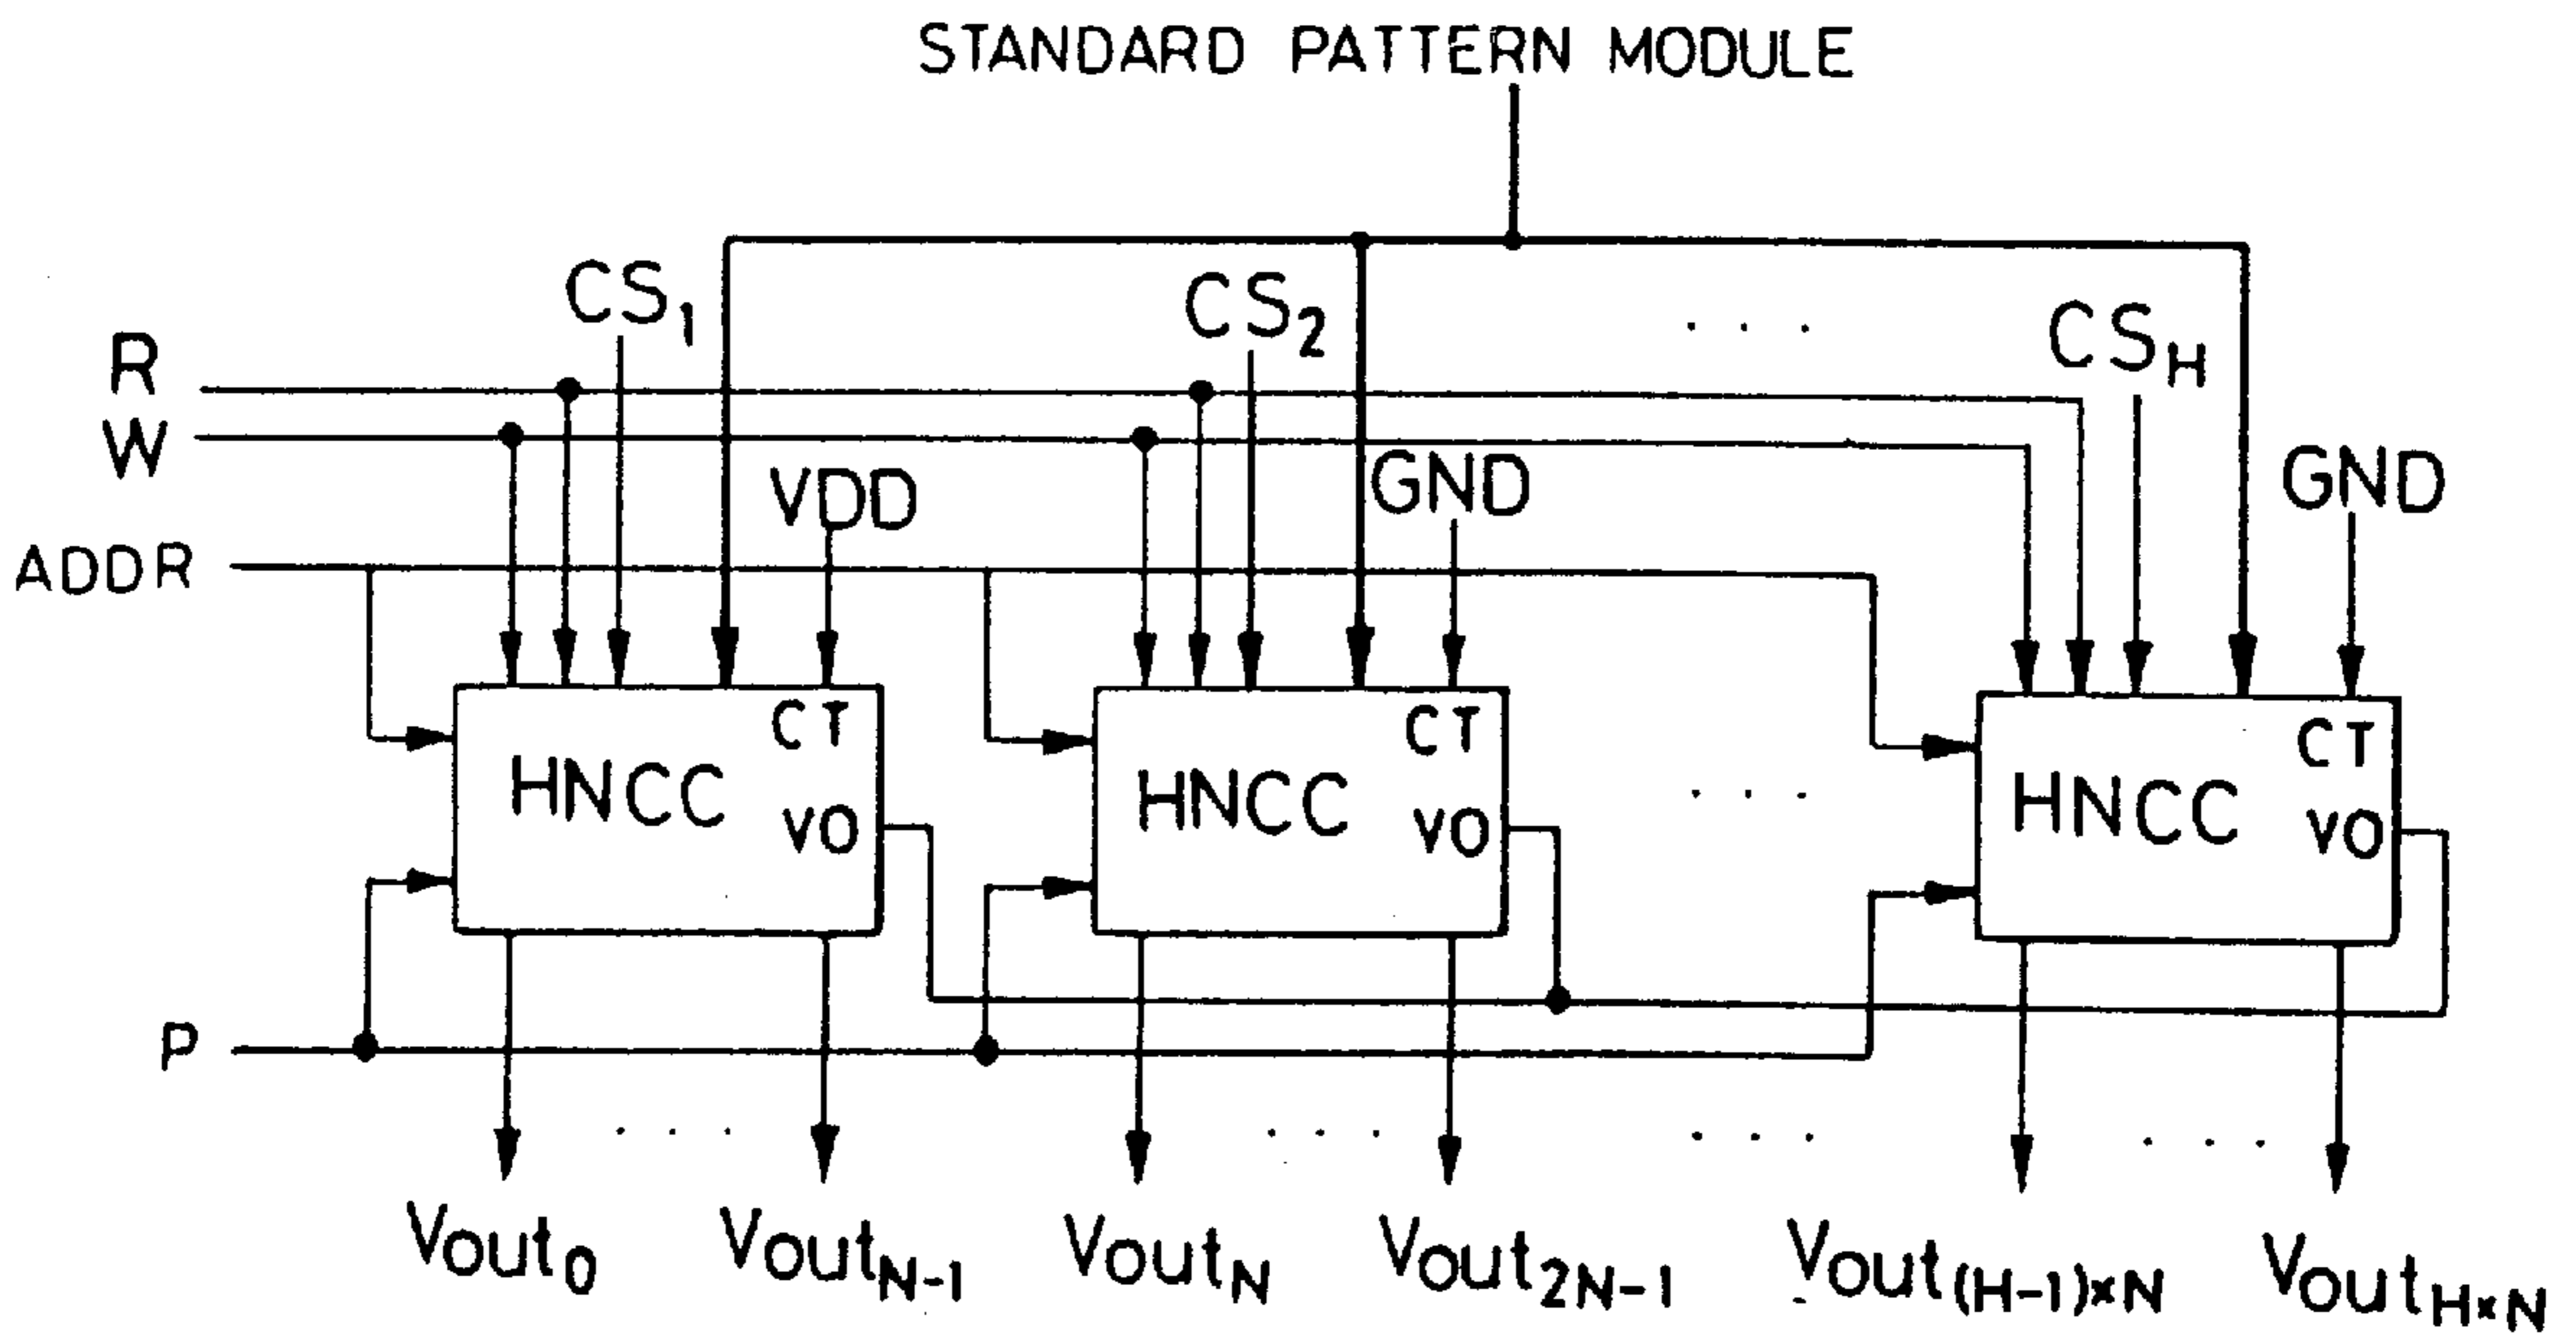 STANDARD PATTERN MODULE
CS1 CS2 . . . CSH
R
W
VDD GND GND
ADDR
CT CT CT
HNCC HNCC . . . HNCC
VO VO VO
P
. . . . . . . . . . . .
Vout0 VoutN-1 VoutN Vout2N-1 Vout(H-1)×N VoutH×N